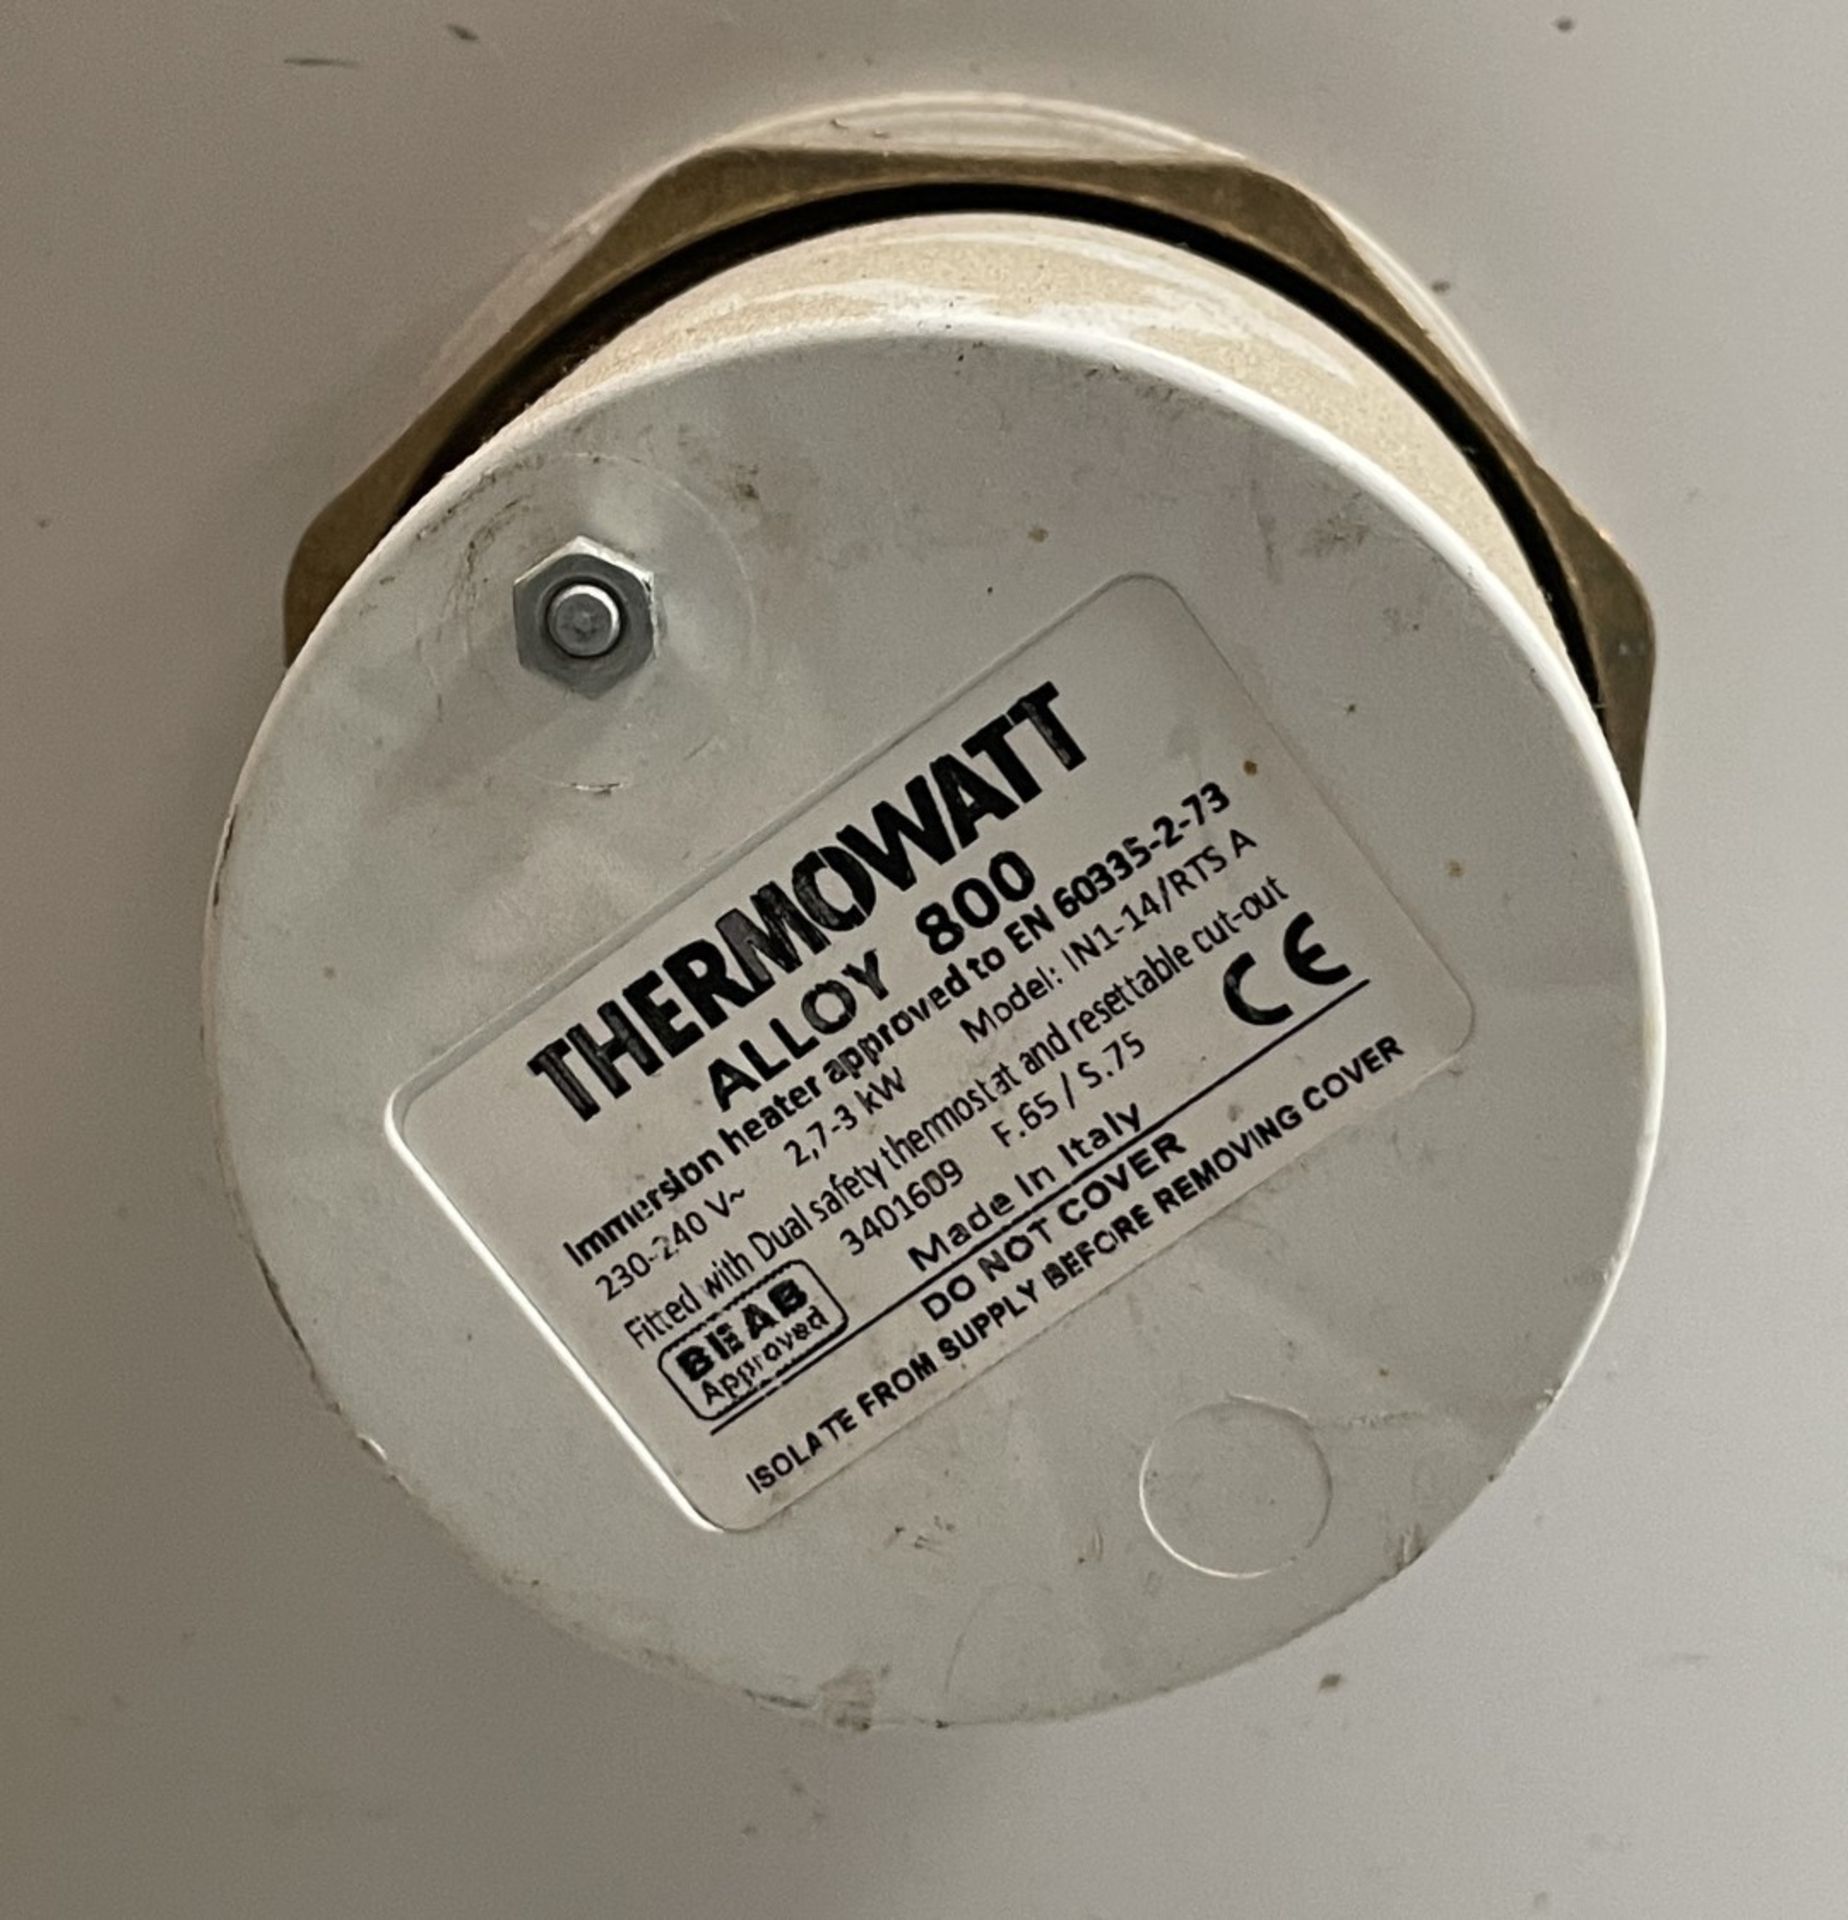 THERMOWATT
ALLOY 800
Immersion heater approved to EN 60335-2-73
230-240 V~ 2,7-3 kW Model: IN1-14/RTS A
Fitted with Dual safety thermostat and resettable cut-out
BEAB
Approved
3401609 F.65 / S.75
CE
Made In Italy
DO NOT COVER
ISOLATE FROM SUPPLY BEFORE REMOVING COVER